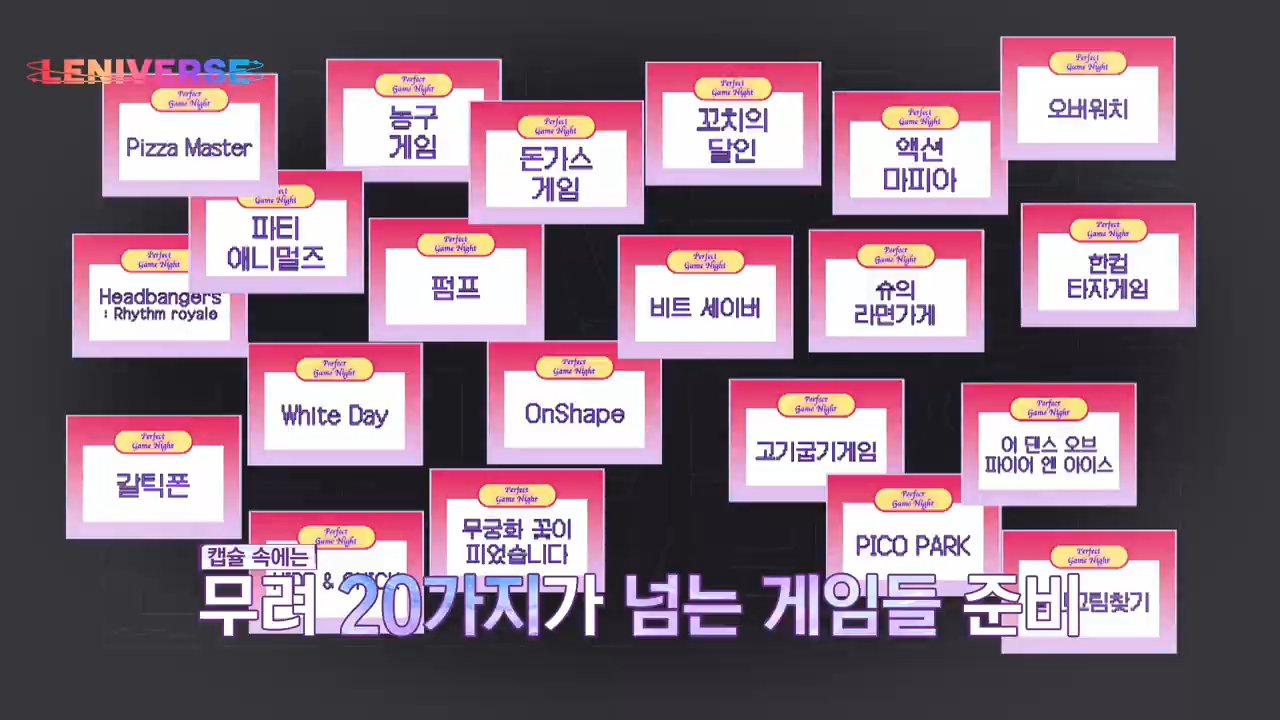 LENIVERSE
Perfect
Game Night
Pizza Master
Perfect
Game Night
농구
게임
Perfect
Game Night
돈가스
게임
Perfect
Game Night
꼬치의
달인
Perfect
Game Night
액션
마피아
Perfect
Game Night
오버워치
Perfect
Game Night
Headbangers
: Rhythm royale
Game Night
파티
애니멀즈
Perfect
Game Night
펌프
Perfect
Game Night
비트 세이버
Perfect
Game Night
슈의
라면가게
Perfect
Game Night
한컴
타자게임
Perfect
Game Night
갈틱폰
Perfect
Game Night
White Day
Perfect
Game Night
OnShape
Perfect
Game Night
고기굽기게임
Perfect
Game Night
어 댄스 오브
파이어 앤 아이스
Perfect
Game Night
Perfect
Game Night
무궁화 꽃이
피었습니다
Perfect
Game Night
PICO PARK
Perfect
Game Night
캡슐 속에는
무려 20가지가 넘는 게임들 준비